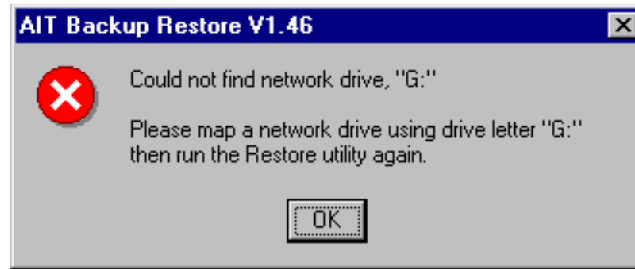 AIT Backup Restore V1.46
Could not find network drive, "G:"
Please map a network drive using drive letter "G:"
then run the Restore utility again.
OK